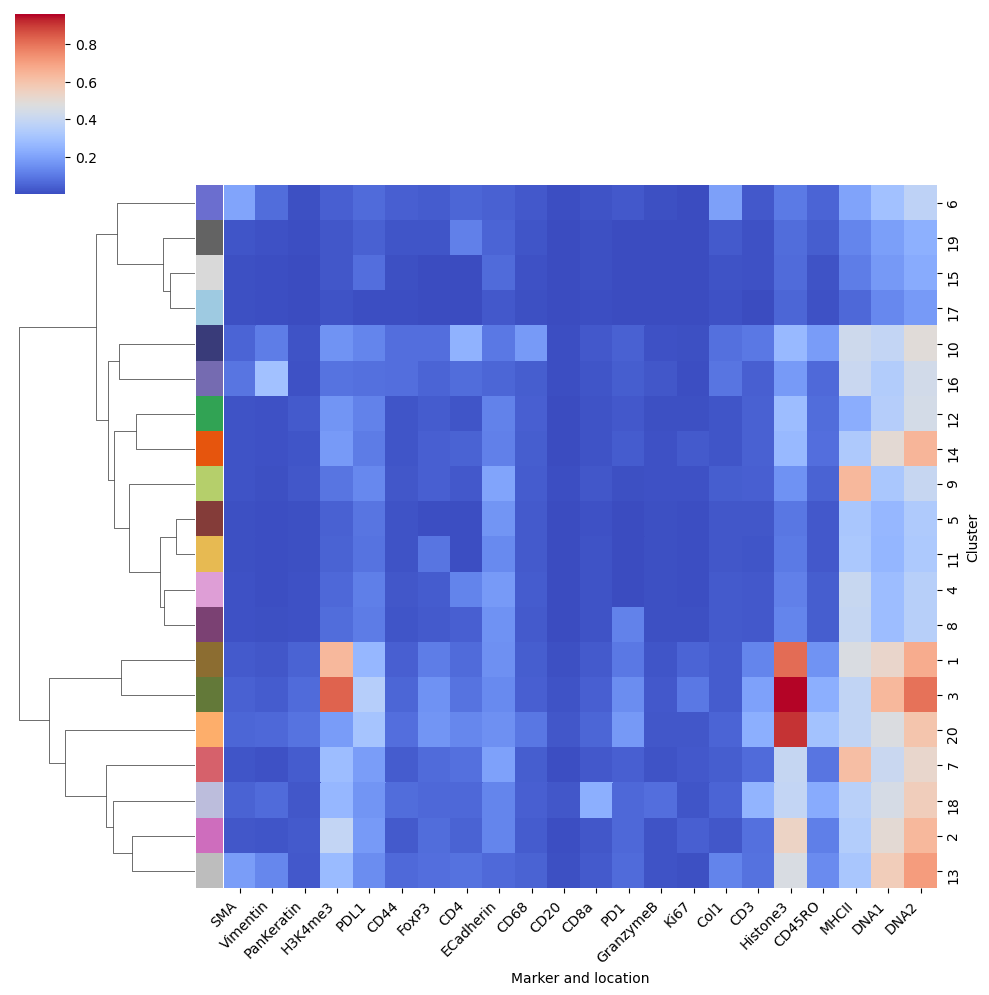 0.8
0.6
0.4
0.2
6
19
15
17
10
16
12
14
9
5
11
4
8
1
3
20
7
18
2
13
Cluster
SMA
Vimentin
PanKeratin
H3K4me3
PDL1
CD44
FoxP3
CD4
ECadherin
CD68
CD20
CD8a
PD1
GranzymeB
Ki67
Col1
CD3
Histone3
CD45RO
MHCII
DNA1
DNA2
Marker and location